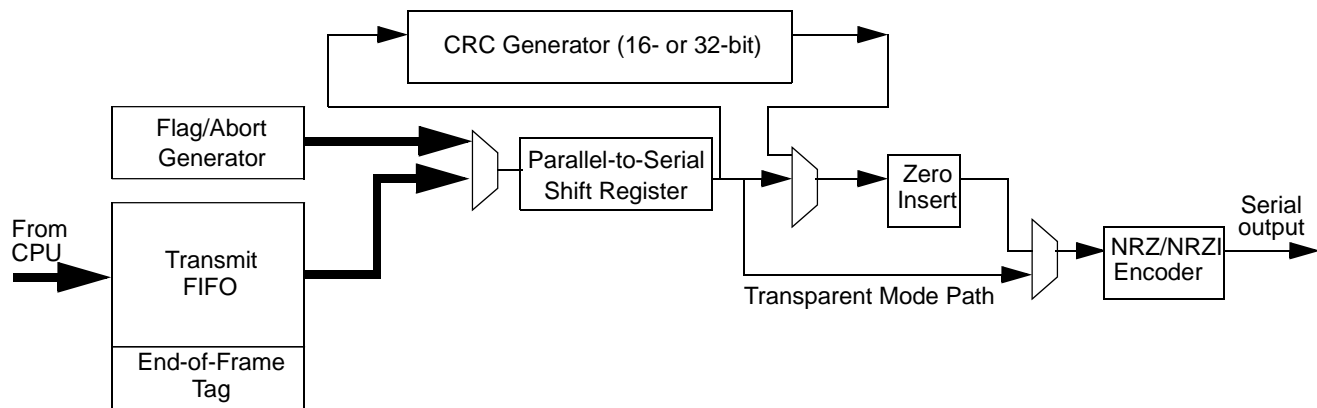 CRC Generator (16- or 32-bit)
Flag/Abort
Generator
Parallel-to-Serial
Shift Register
Zero
Insert
From
CPU
Transmit
FIFO
Serial
output
NRZ/NRZI
Encoder
Transparent Mode Path
End-of-Frame
Tag